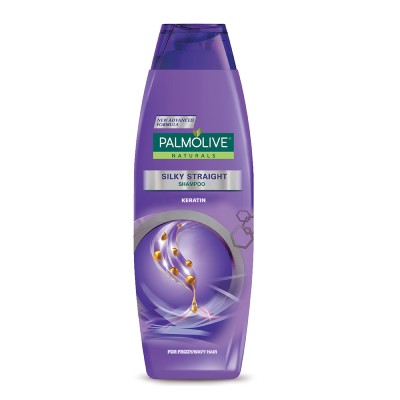 NEW ADVANCED
FORMULA
PALMOLIVE
NATURALS
SILKY STRAIGHT
SHAMPOO
KERATIN
FOR FRIZZY/WAVY HAIR